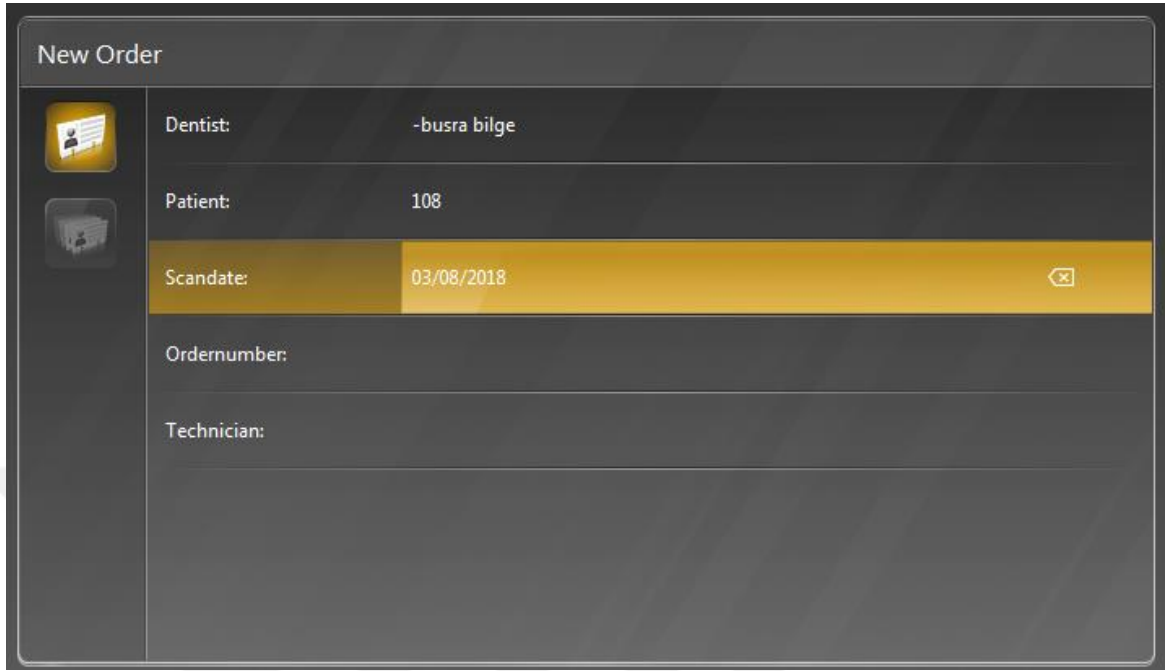 New Order
Dentist: -busra bilge
Patient: 108
Scandate: 03/08/2018
Ordernumber:
Technician: